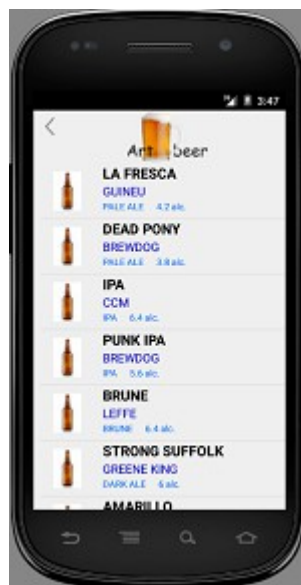 3:47
Art beer
LA FRESCA
GUINEU
PALE ALE 4.2 alc.
DEAD PONY
BREWDOG
PALE ALE 3.8 alc.
IPA
CCM
IPA 6.4 alc.
PUNK IPA
BREWDOG
IPA 5.6 alc.
BRUNE
LEFFE
BRUNE 6.4 alc.
STRONG SUFFOLK
GREENE KING
DARK ALE 6 alc.
AMARILLO